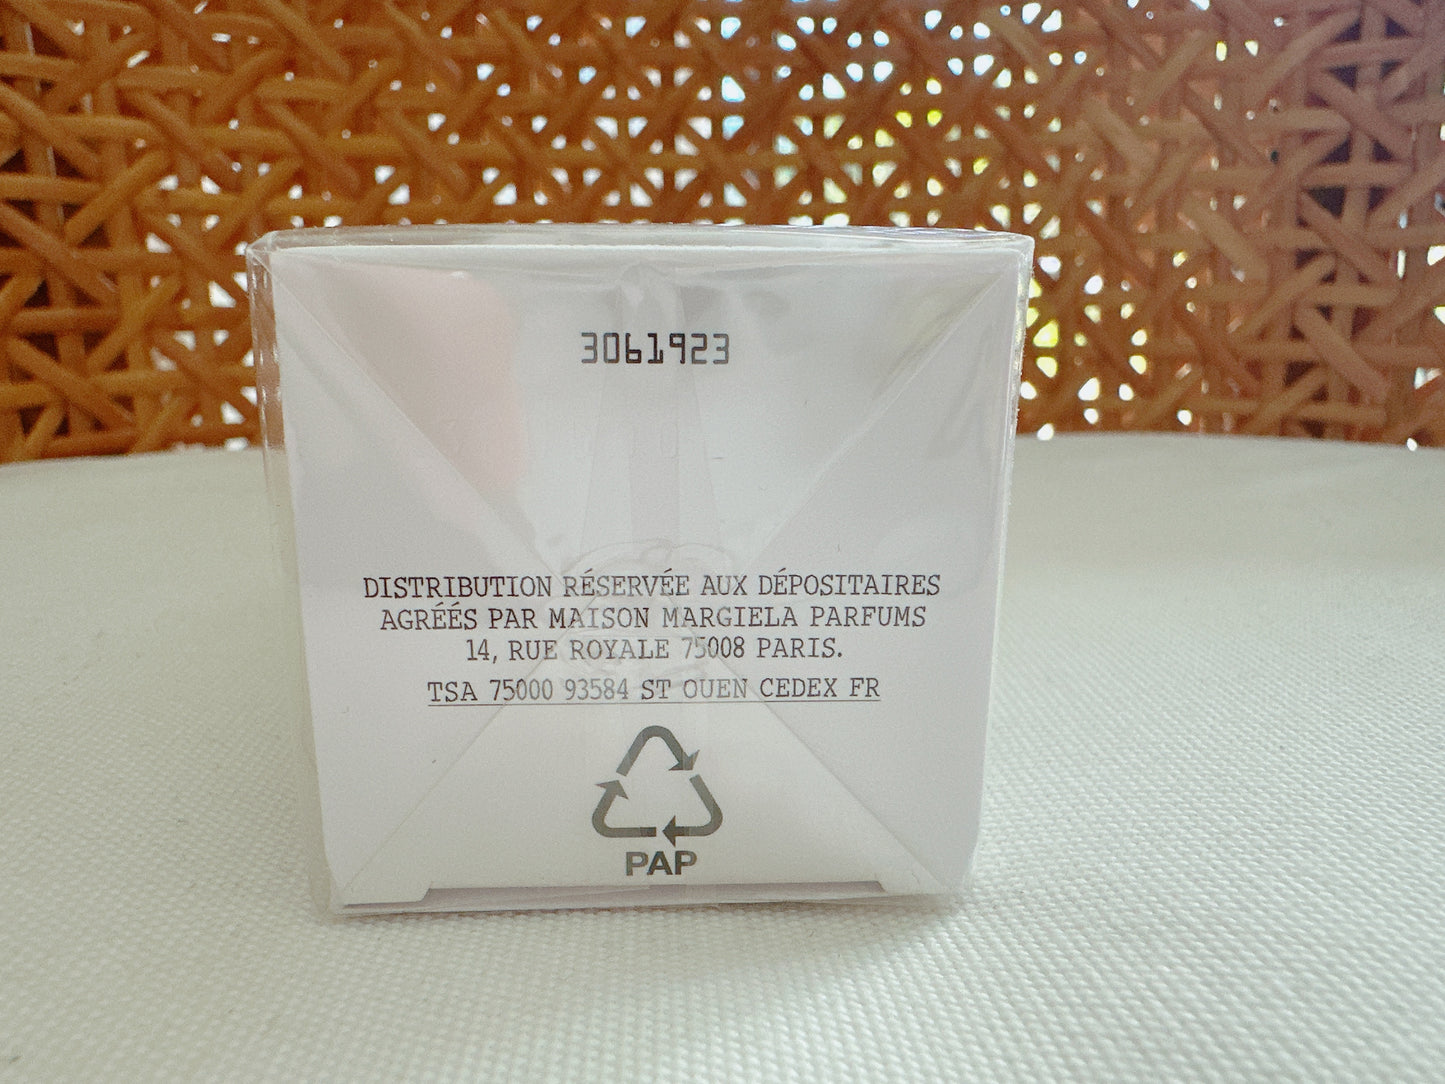 3061923
DISTRIBUTION RÉSERVÉE AUX DÉPOSITAIRES
AGRÉÉS PAR MAISON MARGIELA PARFUMS
14, RUE ROYALE 75008 PARIS.
TSA 75000 93584 ST OUEN CEDEX FR
PAP